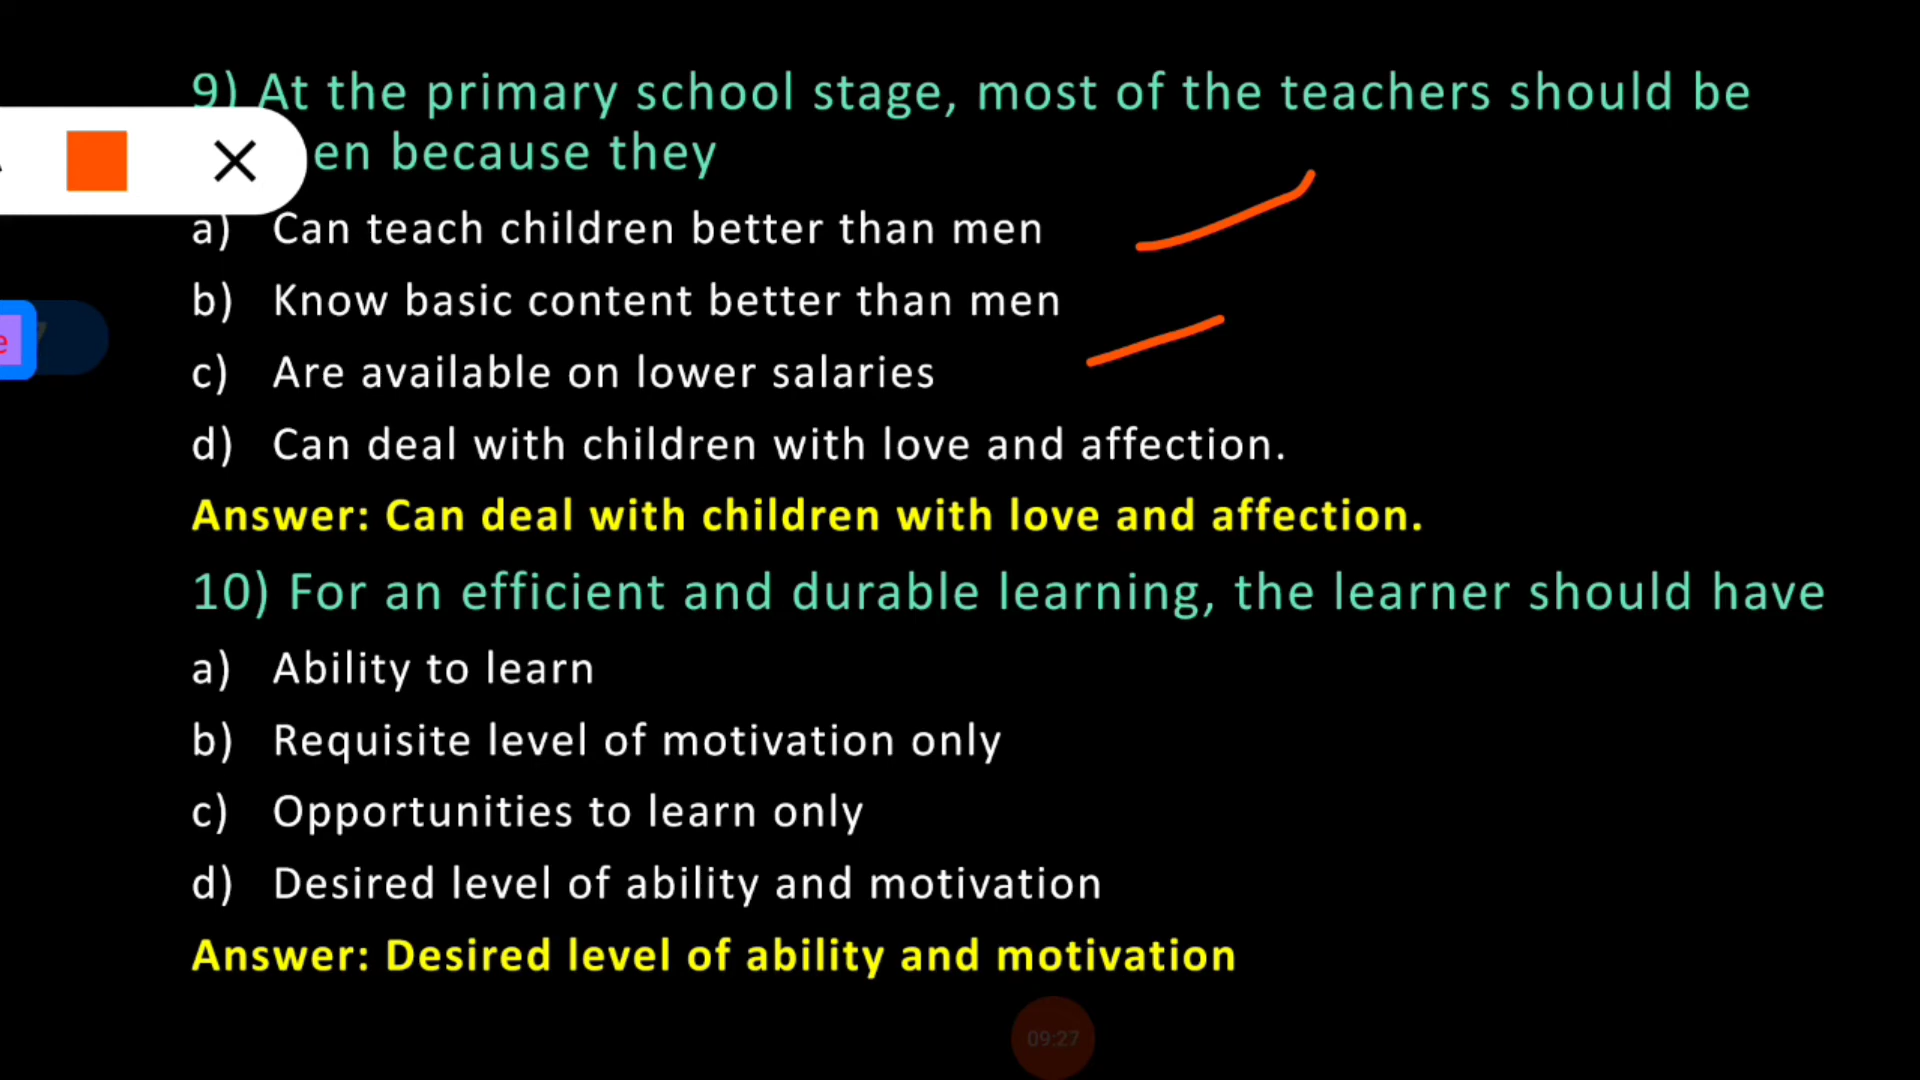 9) At the primary school stage, most of the teachers should be
en because they
a) Can teach children better than men
b) Know basic content better than men
c) Are available on lower salaries
d) Can deal with children with love and affection.
Answer: Can deal with children with love and affection.
10) For an efficient and durable learning, the learner should have
a) Ability to learn
b) Requisite level of motivation only
c) Opportunities to learn only
d) Desired level of ability and motivation
Answer: Desired level of ability and motivation
09:27